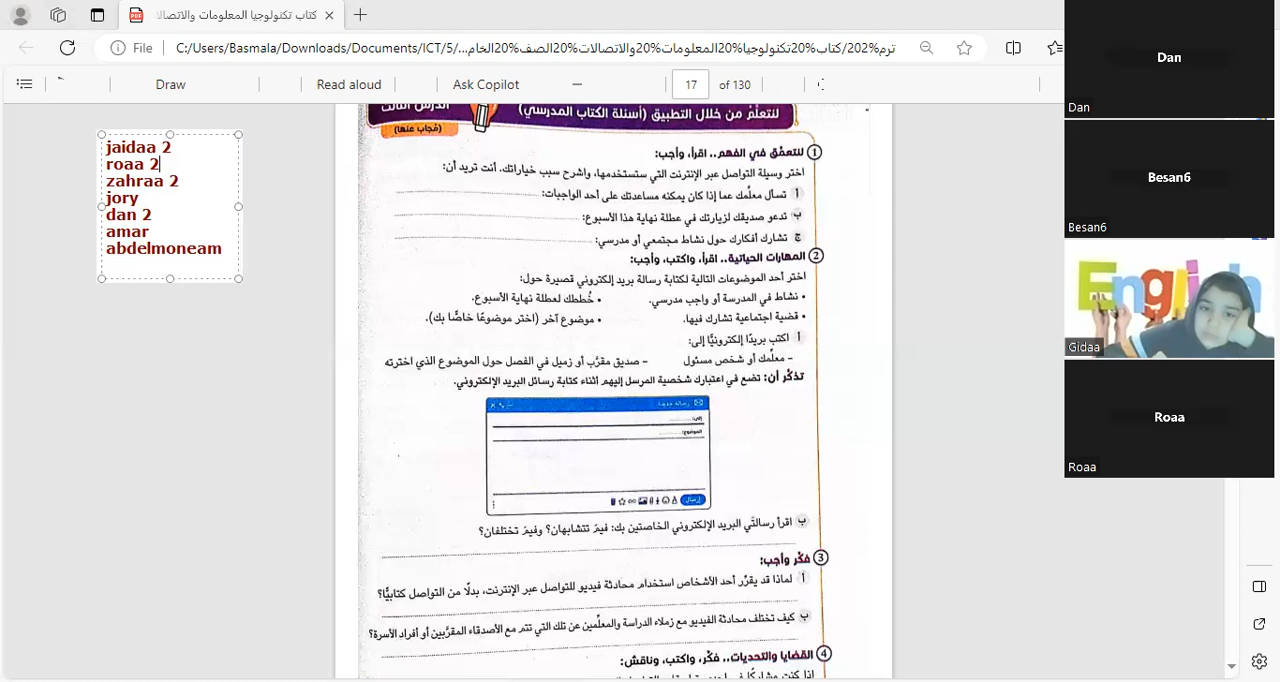 كتاب تكنولوجيا المعلومات والاتصالا
File
C:/Users/Basmala/Downloads/Documents/ICT/5/...ترم%202/كتاب%20تكنولوجيا%20المعلومات%20والاتصالات%20الصف%20الخام
Draw
Read aloud
Ask Copilot
17
of 130
jaidaa 2
roaa 2
zahraa 2
jory
dan 2
amar
abdelmoneam
لنتعلَّمْ من خلال التطبيق (أسئلة الكتاب المدرسي)
الدرس الثالث
(مُجاب عنها)
1 للتعمُّق في الفهم.. اقرأ، وأجب:
اختر وسيلة التواصل عبر الإنترنت التي ستستخدمها، واشرح سبب خياراتك. أنت تريد أن:
أ تسأل معلِّمك عما إذا كان يمكنه مساعدتك على أحد الواجبات:
ب تدعو صديقك لزيارتك في عطلة نهاية هذا الأسبوع:
ج تشارك أفكارك حول نشاط مجتمعي أو مدرسي:
2 المهارات الحياتية.. اقرأ، واكتب، وأجب:
اختر أحد الموضوعات التالية لكتابة رسالة بريد إلكتروني قصيرة حول:
• نشاط في المدرسة أو واجب مدرسي.
• خُططك لعطلة نهاية الأسبوع.
• قضية اجتماعية تشارك فيها.
• موضوع آخر (اختر موضوعًا خاصًّا بك).
أ اكتب بريدًا إلكترونيًّا إلى:
– معلِّمك أو شخص مسئول
– صديق مقرَّب أو زميل في الفصل حول الموضوع الذي اخترته
تذكَّر أن: تضع في اعتبارك شخصية المرسل إليهم أثناء كتابة رسائل البريد الإلكتروني.
رسالة جديدة
إلى:
الموضوع:
إرسال
ب اقرأ رسالتَي البريد الإلكتروني الخاصتين بك: فيمَ تتشابهان؟ وفيمَ تختلفان؟
3 فكِّر وأجب:
أ لماذا قد يقرِّر أحد الأشخاص استخدام محادثة فيديو للتواصل عبر الإنترنت، بدلًا من التواصل كتابيًّا؟
ب كيف تختلف محادثة الفيديو مع زملاء الدراسة والمعلِّمين عن تلك التي تتم مع الأصدقاء المقرَّبين أو أفراد الأسرة؟
4 القضايا والتحديات.. فكِّر، واكتب، وناقش:
Dan
Dan
Besan6
Besan6
English
Gidaa
Roaa
Roaa